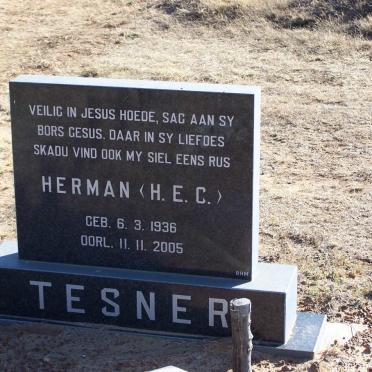 VEILIG IN JESUS HOEDE, SAG AAN SY
BORS GESUS. DAAR IN SY LIEFDES
SKADU VIND OOK MY SIEL EENS RUS
HERMAN (H. E. C.)
GEB. 6. 3. 1936
OORL. 11. 11. 2005
BHM
TESNER